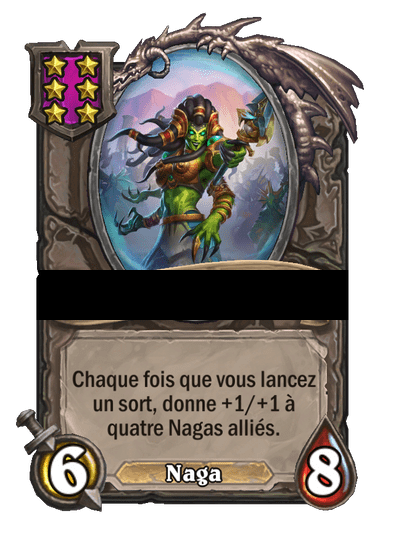 Chaque fois que vous lancez
un sort, donne +1/+1 à
quatre Nagas alliés.
6
Naga
8